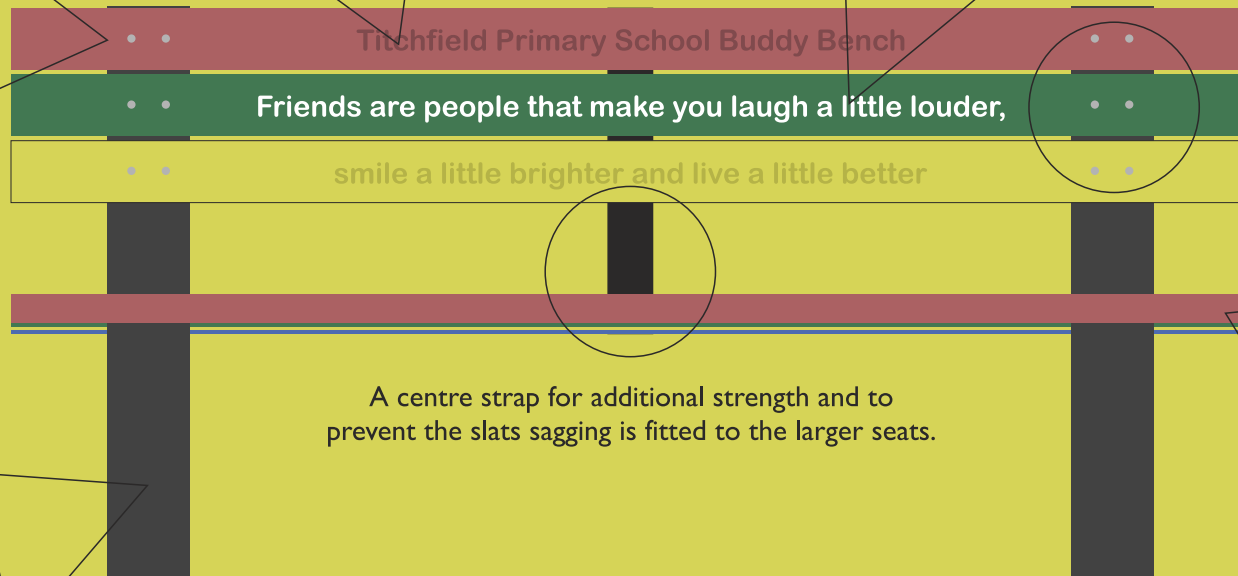 Titchfield Primary School Buddy Bench
Friends are people that make you laugh a little louder,
smile a little brighter and live a little better
A centre strap for additional strength and to
prevent the slats sagging is fitted to the larger seats.